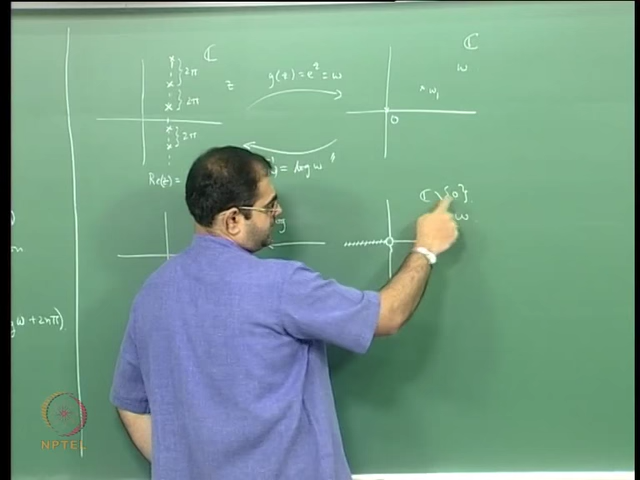 ℂ
2π
2π
2π
z
g(z) = e^z = w
ℂ
w
× w₁
0
= log w
Re(z) =
ℂ \ {0}
w
w + 2nπ)
NPTEL